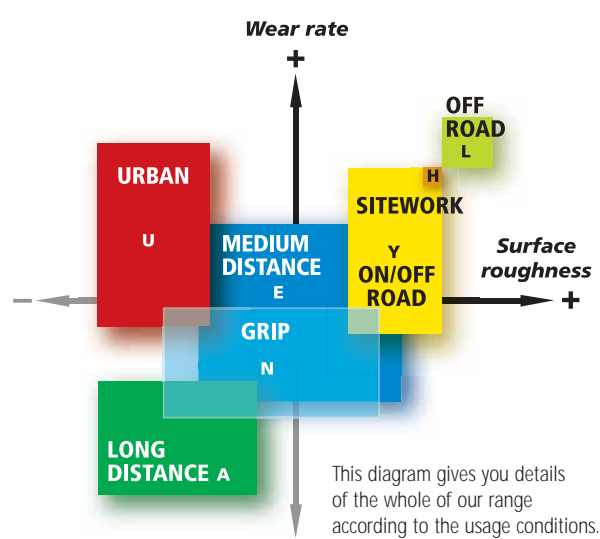 Wear rate
+
OFF
ROAD
L
URBAN
H
SITEWORK
U
MEDIUM
DISTANCE
E
Y
ON/OFF
ROAD
Surface
roughness
–
+
GRIP
N
LONG
DISTANCE A
This diagram gives you details
of the whole of our range
according to the usage conditions.